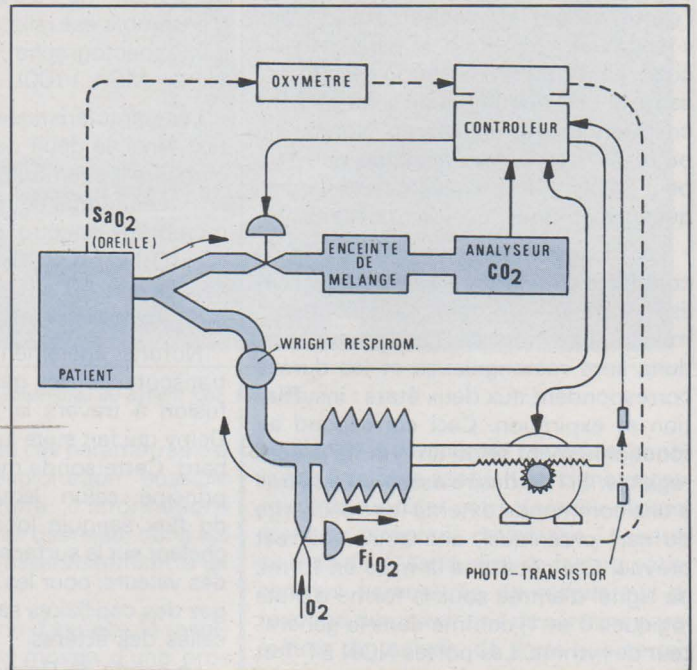 OXYMETRE
CONTROLEUR
SaO2
(OREILLE)
ENCEINTE
DE
MELANGE
ANALYSEUR
CO2
PATIENT
WRIGHT RESPIROM.
FiO2
O2
PHOTO-TRANSISTOR